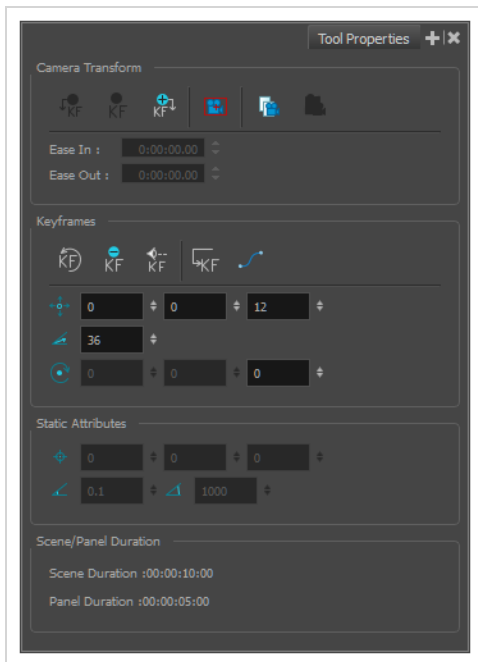 Tool Properties
Camera Transform
KF KF KF
Ease In : 0:00:00.00
Ease Out : 0:00:00.00
Keyframes
KF KF KF KF
0 0 12
36
0 0 0
Static Attributes
0 0 0
0.1 1000
Scene/Panel Duration
Scene Duration :00:00:10:00
Panel Duration :00:00:05:00